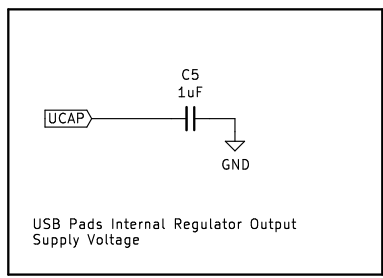 C5
1uF
UCAP
GND
USB Pads Internal Regulator Output
Supply Voltage